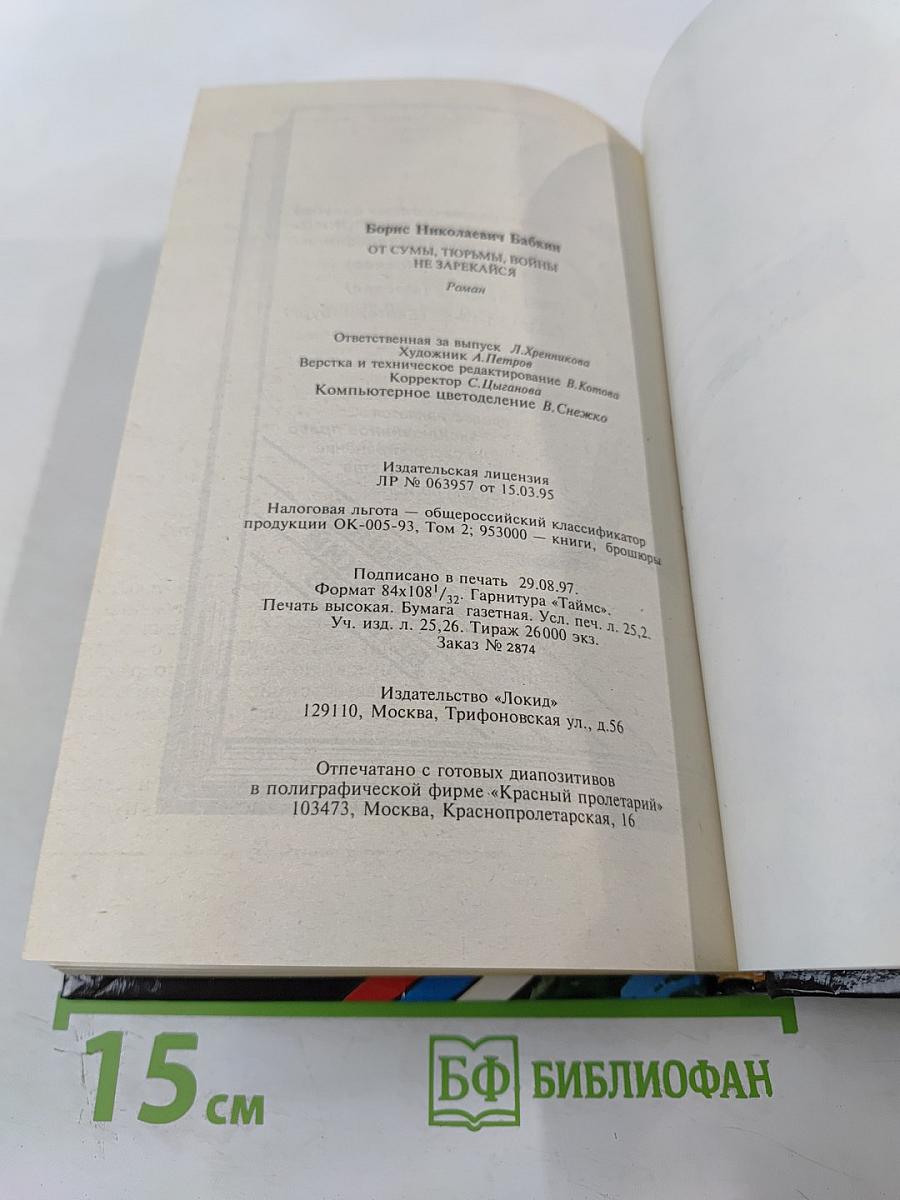 Борис Николаевич Бабкин
ОТ СУМЫ, ТЮРЬМЫ, ВОЙНЫ
НЕ ЗАРЕКАЙСЯ
Роман
Ответственная за выпуск Л.Хренникова
Художник А.Петров
Верстка и техническое редактирование В.Котова
Корректор С.Цыганова
Компьютерное цветоделение В.Снежко
Издательская лицензия
ЛР № 063957 от 15.03.95
Налоговая льгота — общероссийский классификатор
продукции ОК-005-93, Том 2; 953000 — книги, брошюры
Подписано в печать 29.08.97.
Формат 84x108¹/₃₂. Гарнитура «Таймс».
Печать высокая. Бумага газетная. Усл. печ. л. 25,2.
Уч. изд. л. 25,26. Тираж 26000 экз.
Заказ № 2874
Издательство «Локид»
129110, Москва, Трифоновская ул., д.56
Отпечатано с готовых диапозитивов
в полиграфической фирме «Красный пролетарий»
103473, Москва, Краснопролетарская, 16
15 см
БФ БИБЛИОФАН